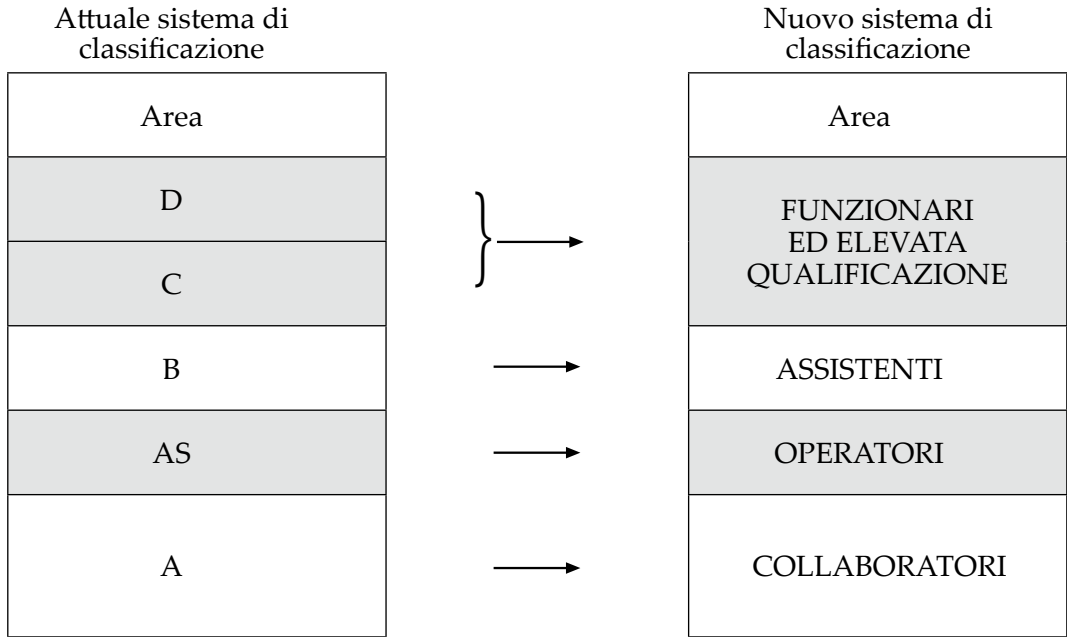 Attuale sistema di
classificazione
Nuovo sistema di
classificazione
Area
Area
D
C
FUNZIONARI
ED ELEVATA
QUALIFICAZIONE
B
ASSISTENTI
AS
OPERATORI
A
COLLABORATORI